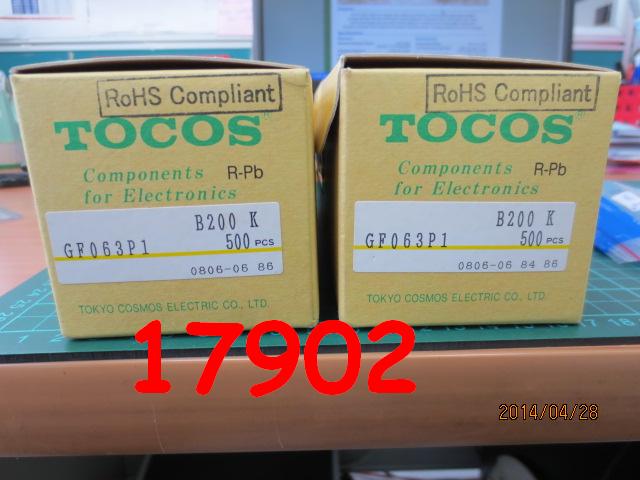 RoHS Compliant
TOCOS®
Components R-Pb
for Electronics
B200 K
GF063P1 500 PCS
0806-06 86
TOKYO COSMOS ELECTRIC CO., LTD.
RoHS Compliant
TOCOS®
Components R-Pb
for Electronics
B200 K
GF063P1 500 PCS
0806-06 84 86
TOKYO COSMOS ELECTRIC CO., LTD.
17902
2014/04/28